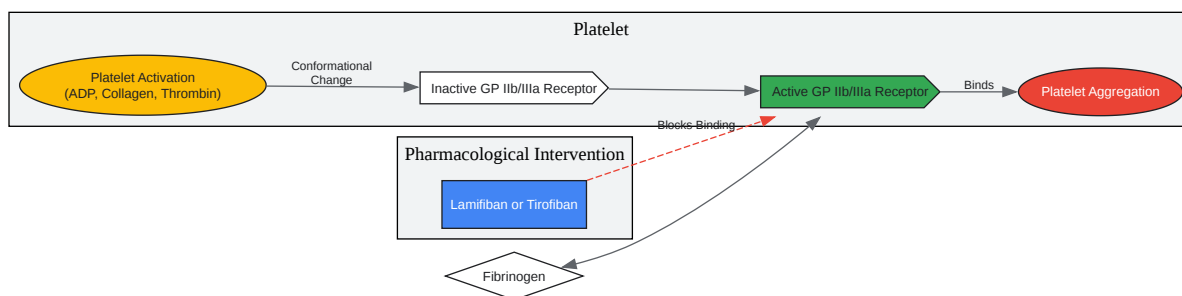 Platelet
Platelet Activation
(ADP, Collagen, Thrombin)
Conformational
Change
Inactive GP IIb/IIIa Receptor
Active GP IIb/IIIa Receptor
Binds
Platelet Aggregation
Blocks Binding
Pharmacological Intervention
Lamifiban or Tirofiban
Fibrinogen